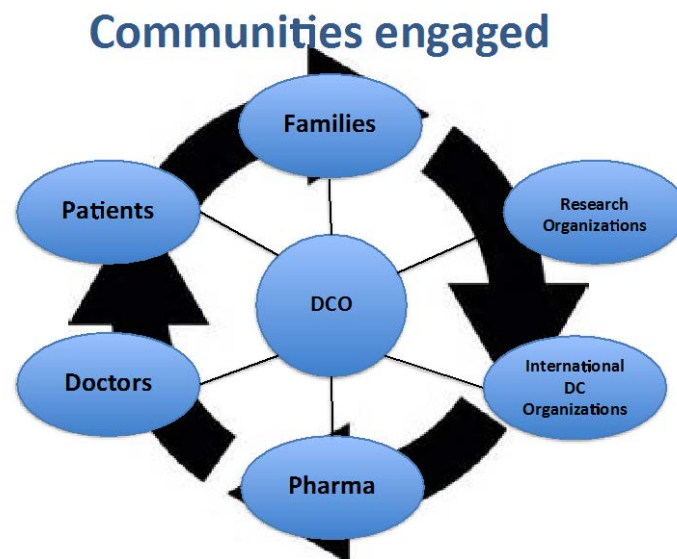 Communities engaged
Families
Patients
Research
Organizations
DCO
Doctors
International
DC
Organizations
Pharma